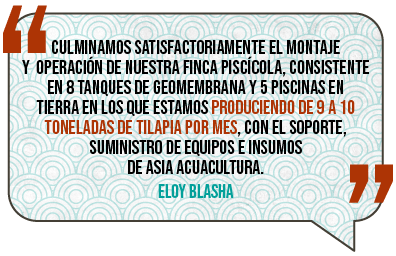 “
CULMINAMOS SATISFACTORIAMENTE EL MONTAJE
Y OPERACIÓN DE NUESTRA FINCA PISCÍCOLA, CONSISTENTE
EN 8 TANQUES DE GEOMEMBRANA Y 5 PISCINAS EN
TIERRA EN LOS QUE ESTAMOS PRODUCIENDO DE 9 A 10
TONELADAS DE TILAPIA POR MES, CON EL SOPORTE,
SUMINISTRO DE EQUIPOS E INSUMOS
DE ASIA ACUACULTURA.
ELOY BLASHA
”